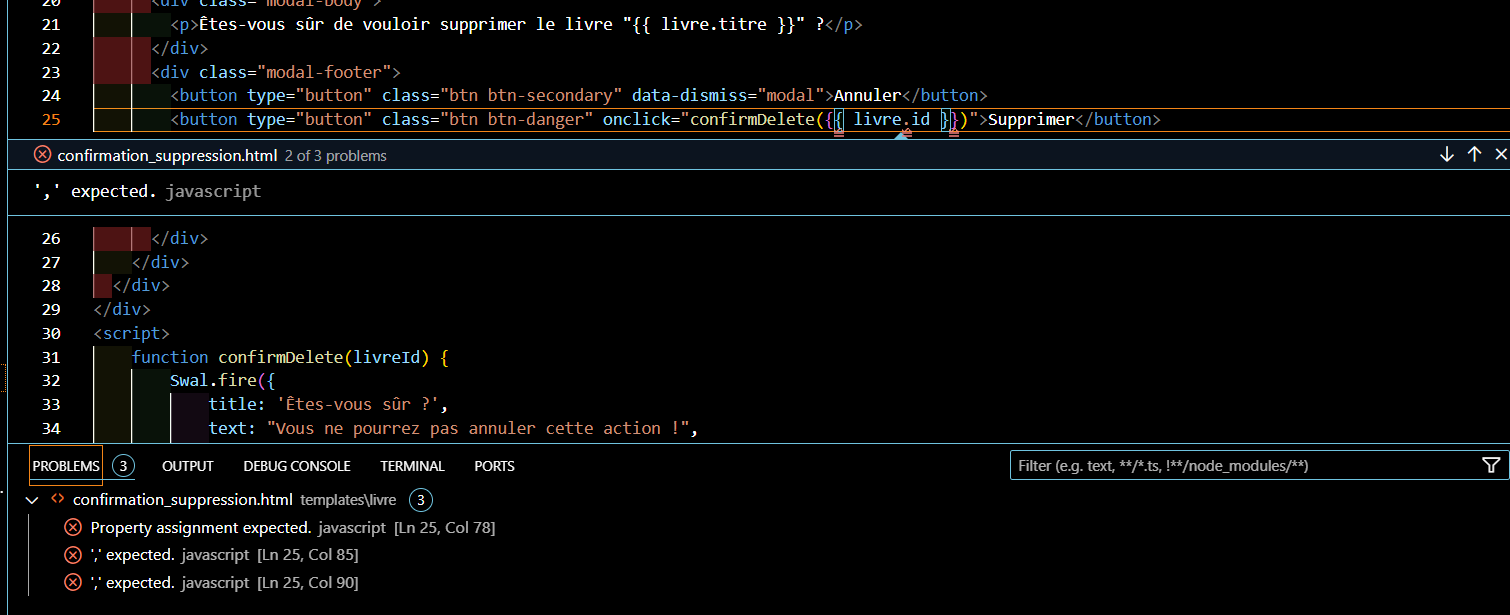 20 <div class="modal-body">
21 <p>Êtes-vous sûr de vouloir supprimer le livre "{{ livre.titre }}" ?</p>
22 </div>
23 <div class="modal-footer">
24 <button type="button" class="btn btn-secondary" data-dismiss="modal">Annuler</button>
25 <button type="button" class="btn btn-danger" onclick="confirmDelete({{ livre.id }})">Supprimer</button>
confirmation_suppression.html 2 of 3 problems
',' expected. javascript
26 </div>
27 </div>
28 </div>
29 </div>
30 <script>
31 function confirmDelete(livreId) {
32 Swal.fire({
33 title: 'Êtes-vous sûr ?',
34 text: "Vous ne pourrez pas annuler cette action !",
PROBLEMS 3 OUTPUT DEBUG CONSOLE TERMINAL PORTS Filter (e.g. text, **/*.ts, !**/node_modules/**)
confirmation_suppression.html templates\livre 3
Property assignment expected. javascript [Ln 25, Col 78]
',' expected. javascript [Ln 25, Col 85]
',' expected. javascript [Ln 25, Col 90]